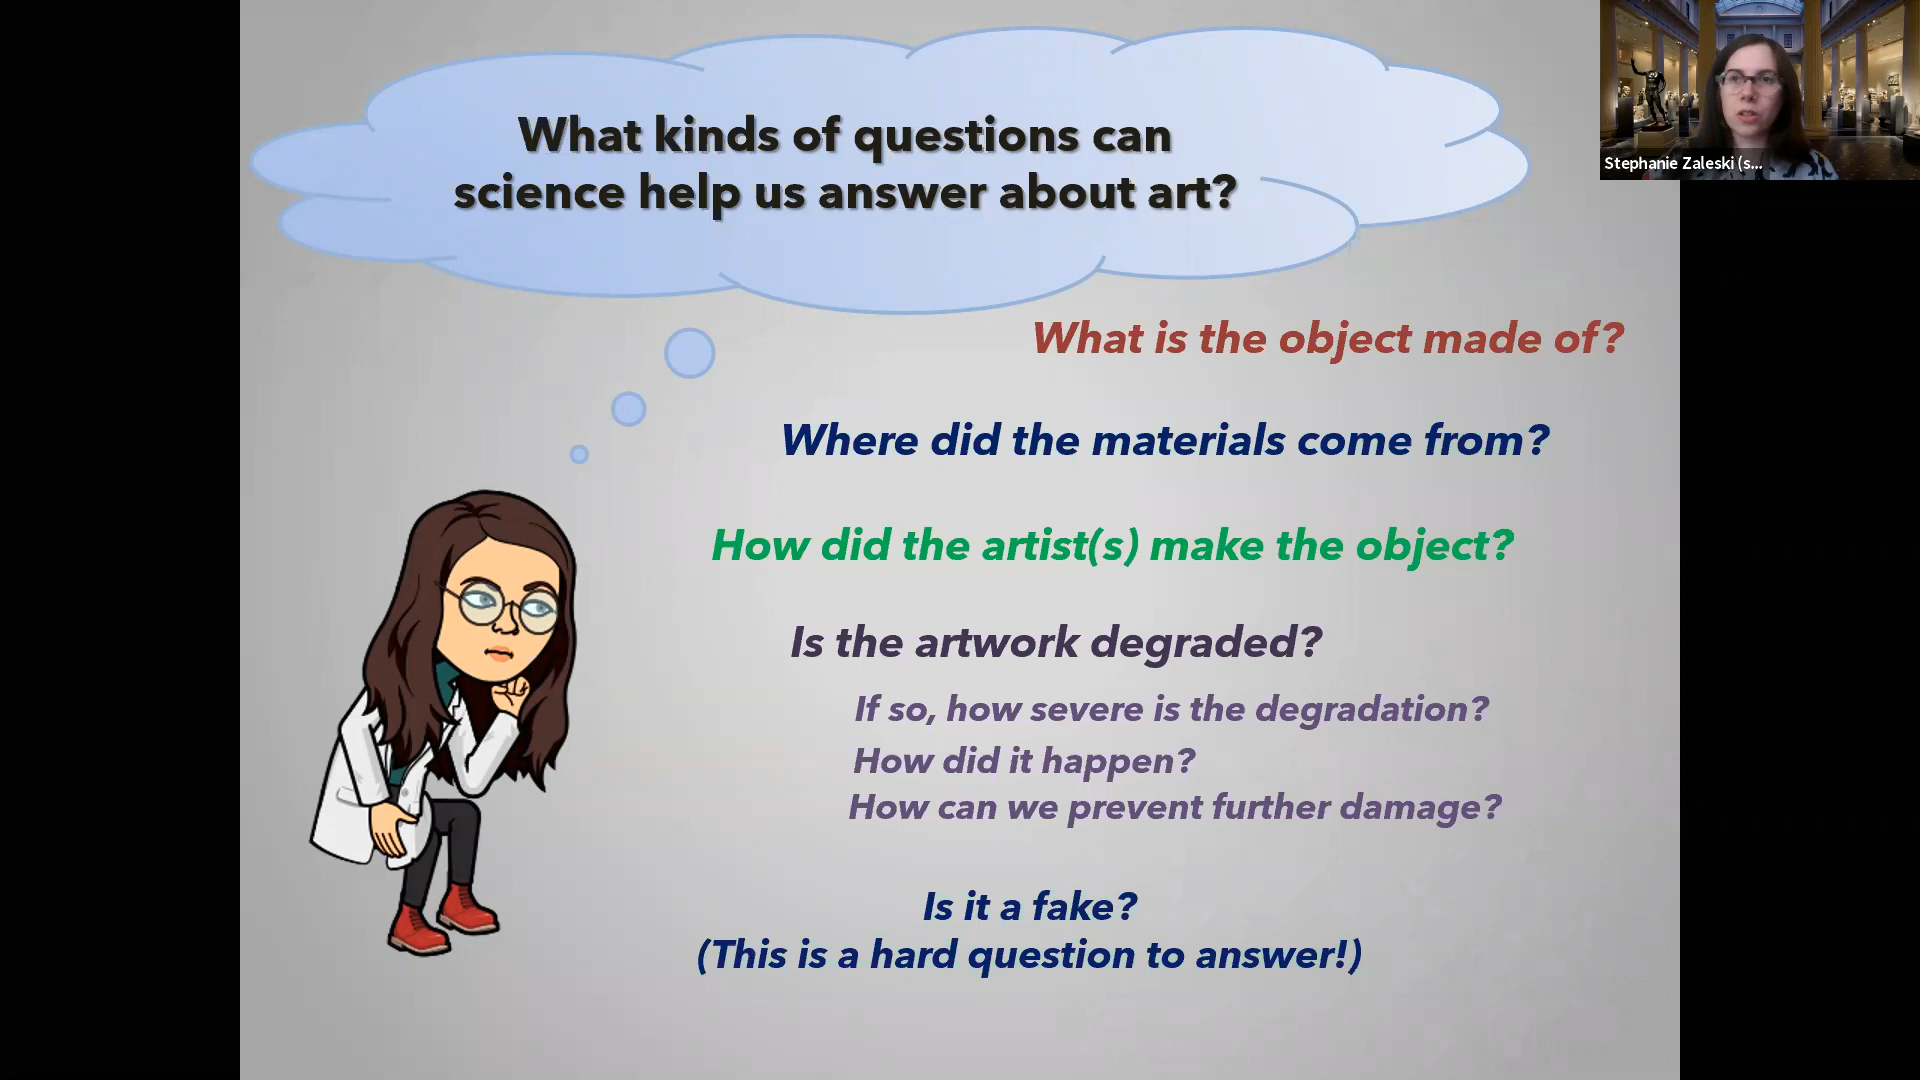 What kinds of questions can
science help us answer about art?
Stephanie Zaleski (s...
What is the object made of?
Where did the materials come from?
How did the artist(s) make the object?
Is the artwork degraded?
If so, how severe is the degradation?
How did it happen?
How can we prevent further damage?
Is it a fake?
(This is a hard question to answer!)